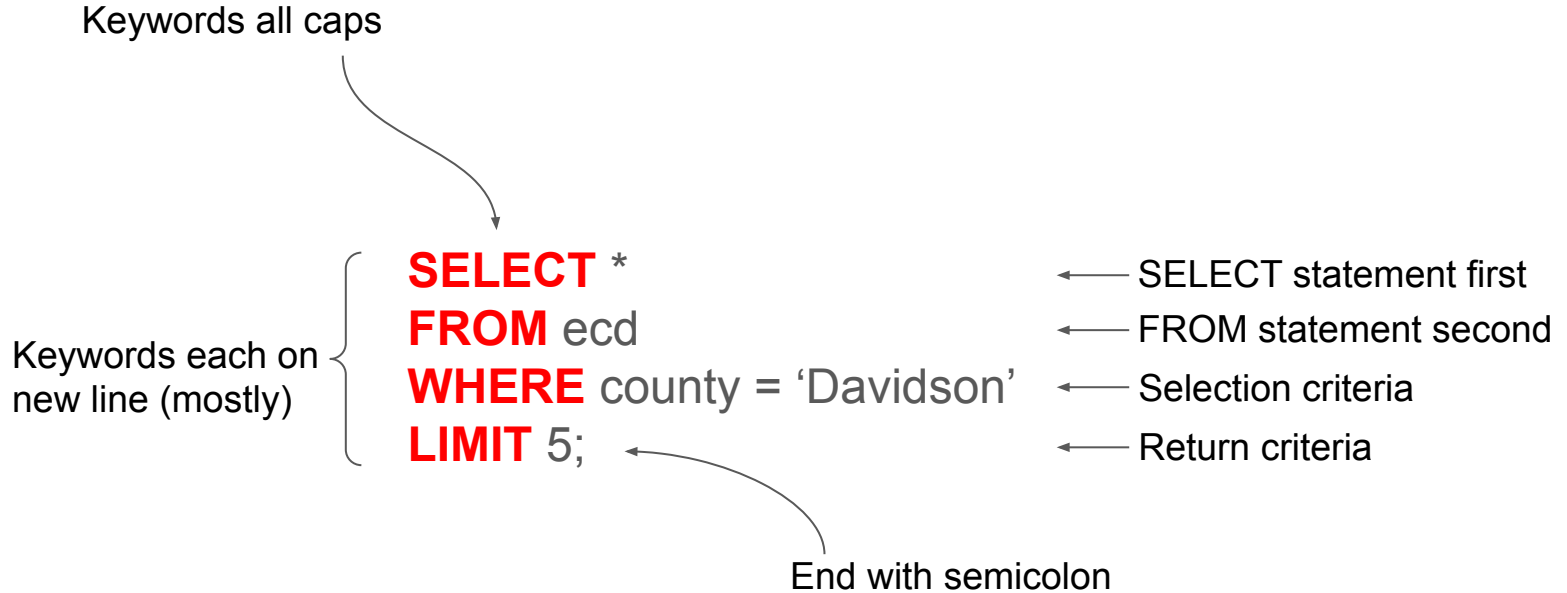 Keywords all caps
SELECT *
SELECT statement first
FROM ecd
FROM statement second
Keywords each on
new line (mostly)
WHERE county = ‘Davidson’
Selection criteria
LIMIT 5;
Return criteria
End with semicolon